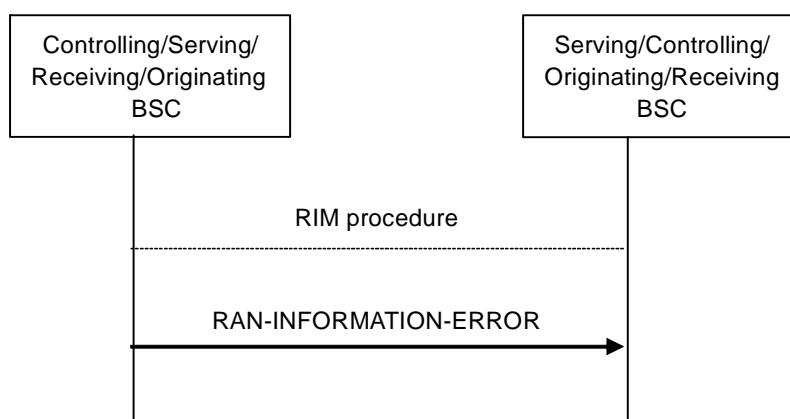 Controlling/Serving/
Receiving/Originating
BSC
Serving/Controlling/
Originating/Receiving
BSC
RIM procedure
RAN-INFORMATION-ERROR